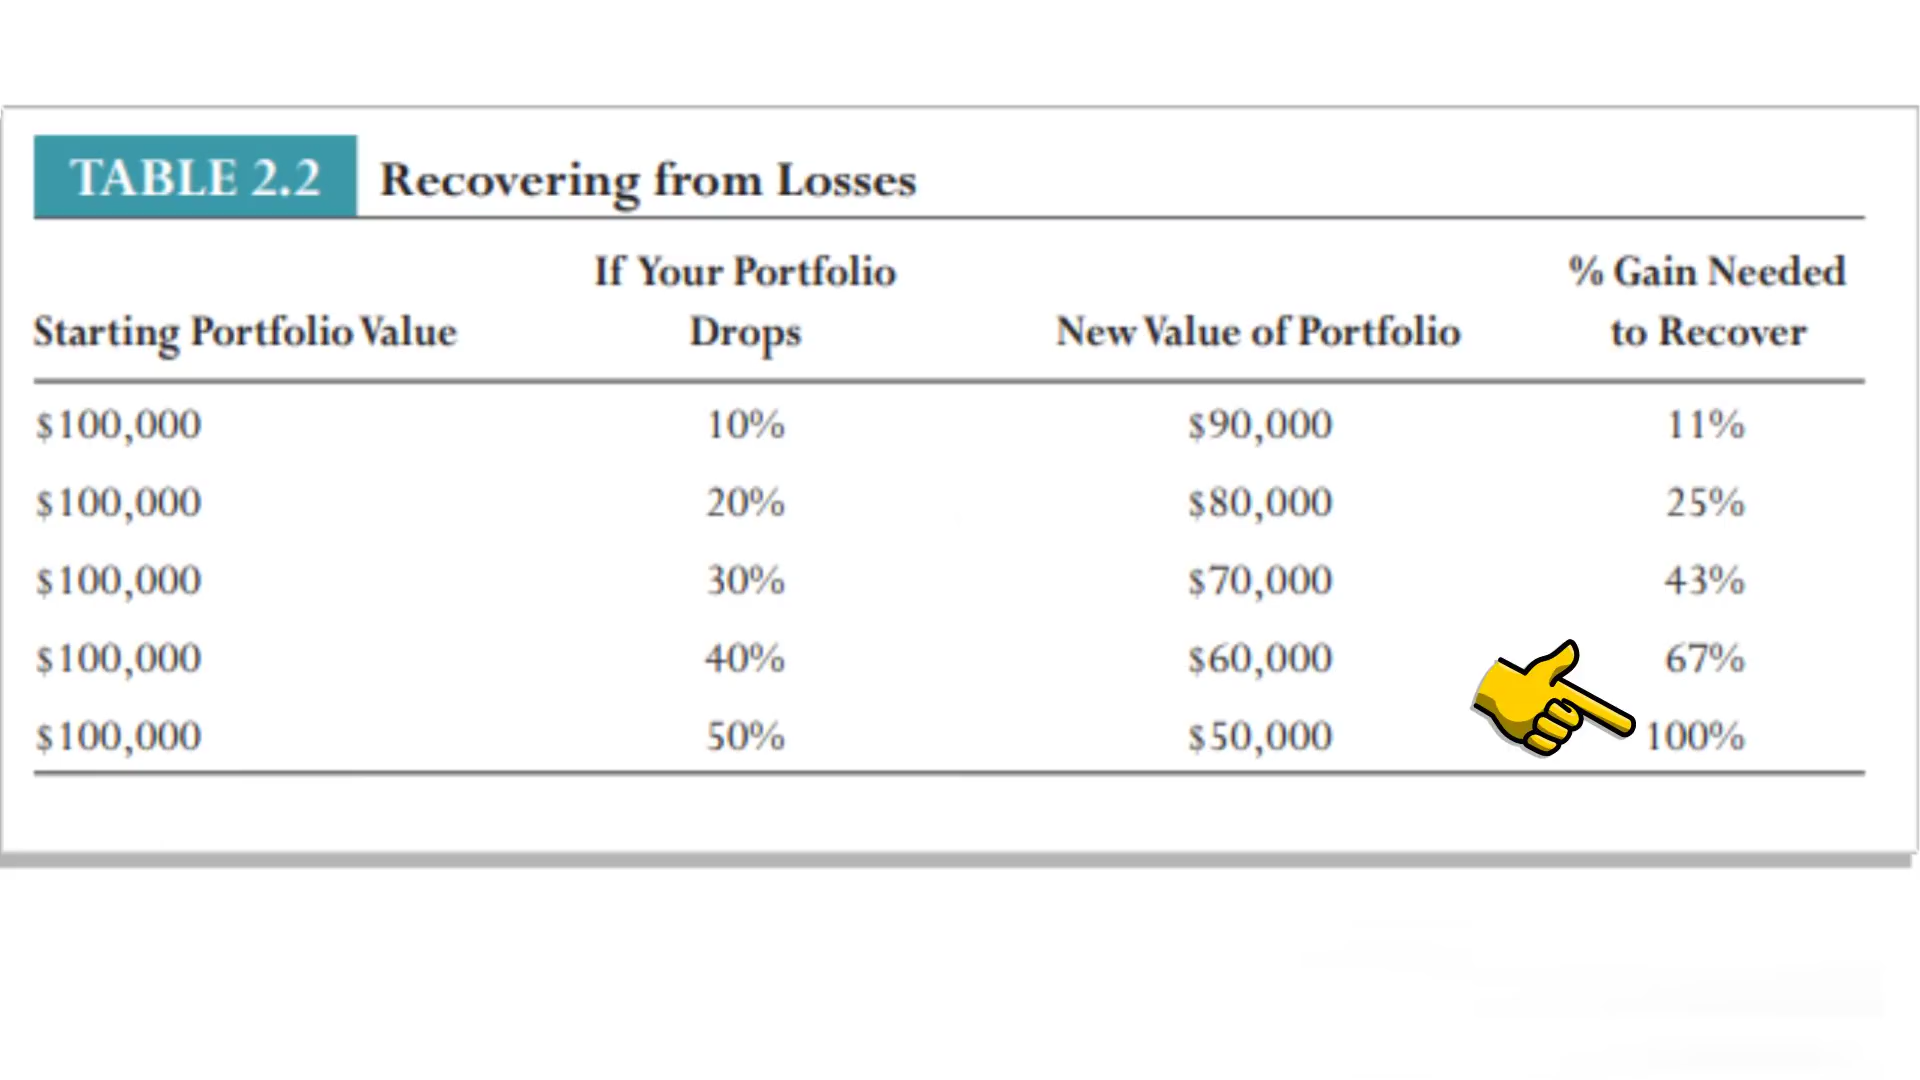 TABLE 2.2 Recovering from Losses
If Your Portfolio % Gain Needed
Starting Portfolio Value Drops New Value of Portfolio to Recover
$100,000 10% $90,000 11%
$100,000 20% $80,000 25%
$100,000 30% $70,000 43%
$100,000 40% $60,000 67%
$100,000 50% $50,000 100%